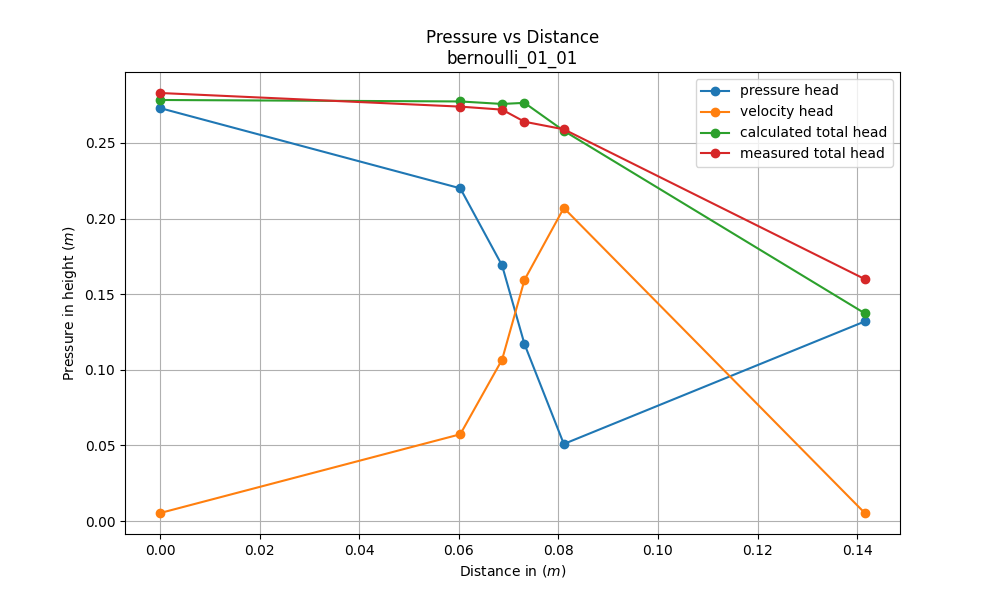 Pressure vs Distance
bernoulli_01_01
pressure head
velocity head
calculated total head
measured total head
Pressure in height (m)
0.25
0.20
0.15
0.10
0.05
0.00
0.00 0.02 0.04 0.06 0.08 0.10 0.12 0.14
Distance in (m)